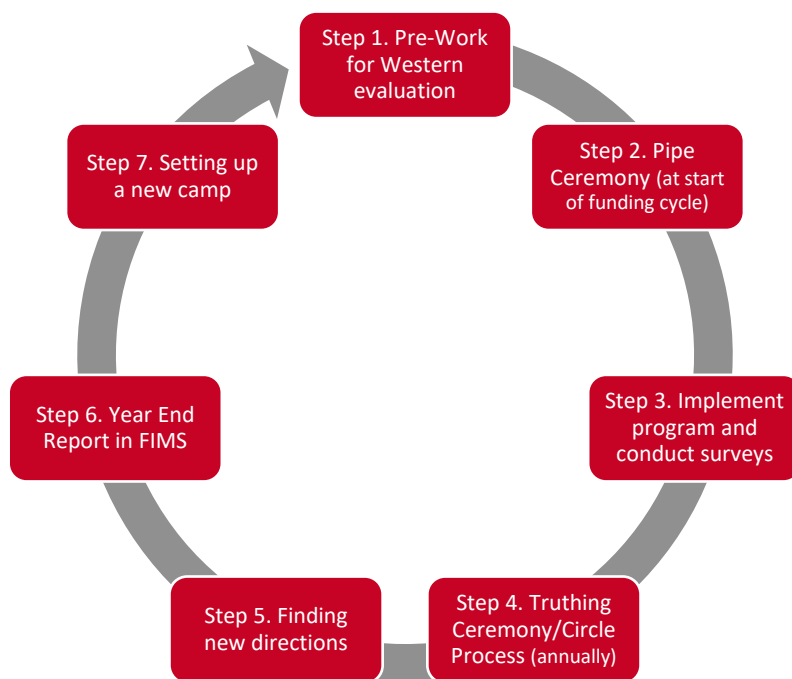 Step 1. Pre-Work
for Western
evaluation
Step 2. Pipe
Ceremony (at start
of funding cycle)
Step 3. Implement
program and
conduct surveys
Step 4. Truthing
Ceremony/Circle
Process (annually)
Step 5. Finding
new directions
Step 6. Year End
Report in FIMS
Step 7. Setting up
a new camp